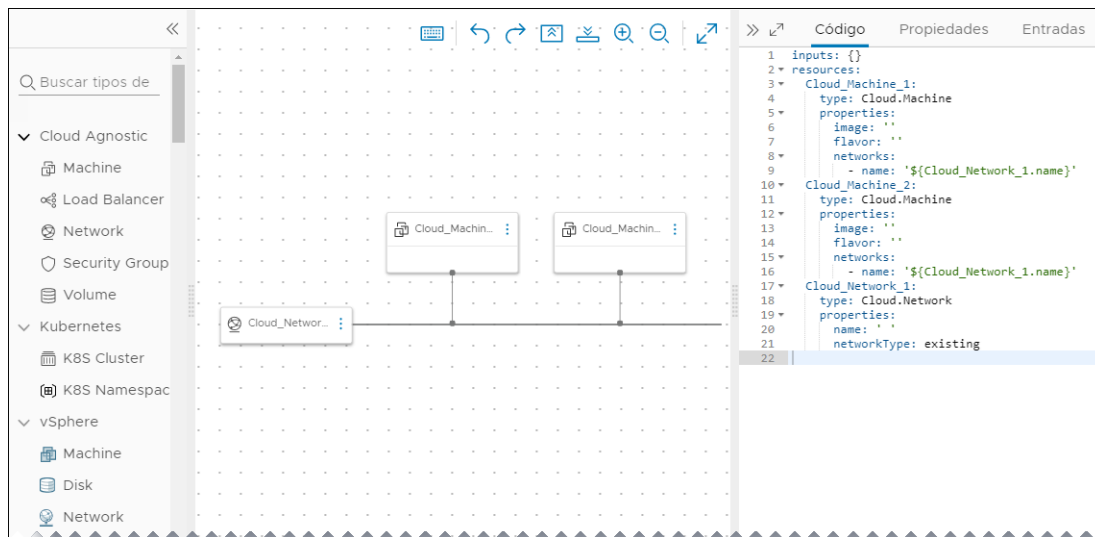 Buscar tipos de
Cloud Agnostic
Machine
Load Balancer
Network
Security Group
Volume
Kubernetes
K8S Cluster
K8S Namespac
vSphere
Machine
Disk
Network
Cloud_Machin...
Cloud_Machin...
Cloud_Networ...
Código Propiedades Entradas
1 inputs: {}
2 resources:
3 Cloud_Machine_1:
4 type: Cloud.Machine
5 properties:
6 image: ''
7 flavor: ''
8 networks:
9 - name: '${Cloud_Network_1.name}'
10 Cloud_Machine_2:
11 type: Cloud.Machine
12 properties:
13 image: ''
14 flavor: ''
15 networks:
16 - name: '${Cloud_Network_1.name}'
17 Cloud_Network_1:
18 type: Cloud.Network
19 properties:
20 name: ' '
21 networkType: existing
22